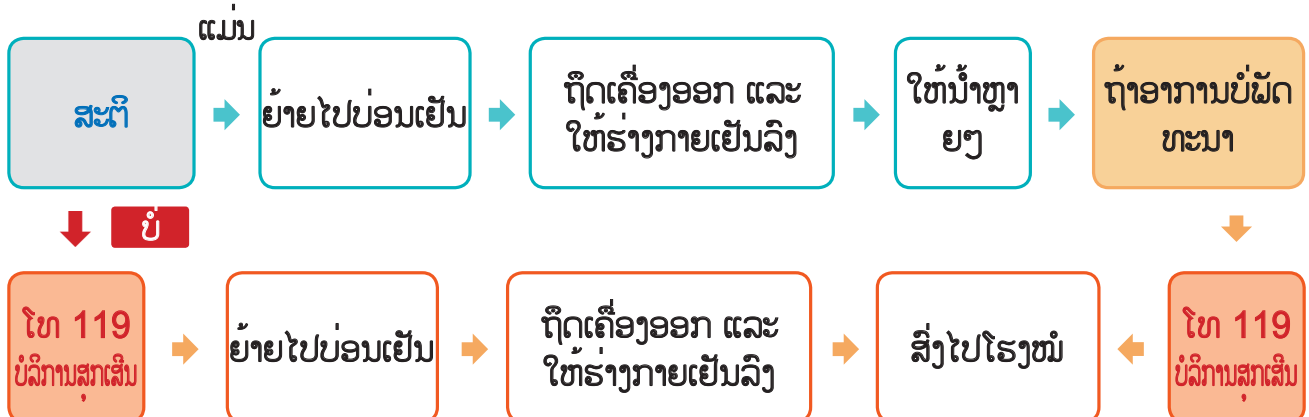 ແມ່ນ
ສະຕິ
ຍ້າຍໄປບ່ອນເຢັນ
ຖຶດເຄື່ອງອອກ ແລະ
ໃຫ້ຮ່າງກາຍເຢັນລົງ
ໃຫ້ນ້ຳຫຼາ
ຍໆ
ຖ້າອາການບໍ່ພັດ
ທະນາ
ບໍ່
ໂທ 119
ບໍລິການສຸກເສີນ
ຍ້າຍໄປບ່ອນເຢັນ
ຖຶດເຄື່ອງອອກ ແລະ
ໃຫ້ຮ່າງກາຍເຢັນລົງ
ສົ່ງໄປໂຮງໝໍ
ໂທ 119
ບໍລິການສຸກເສີນ